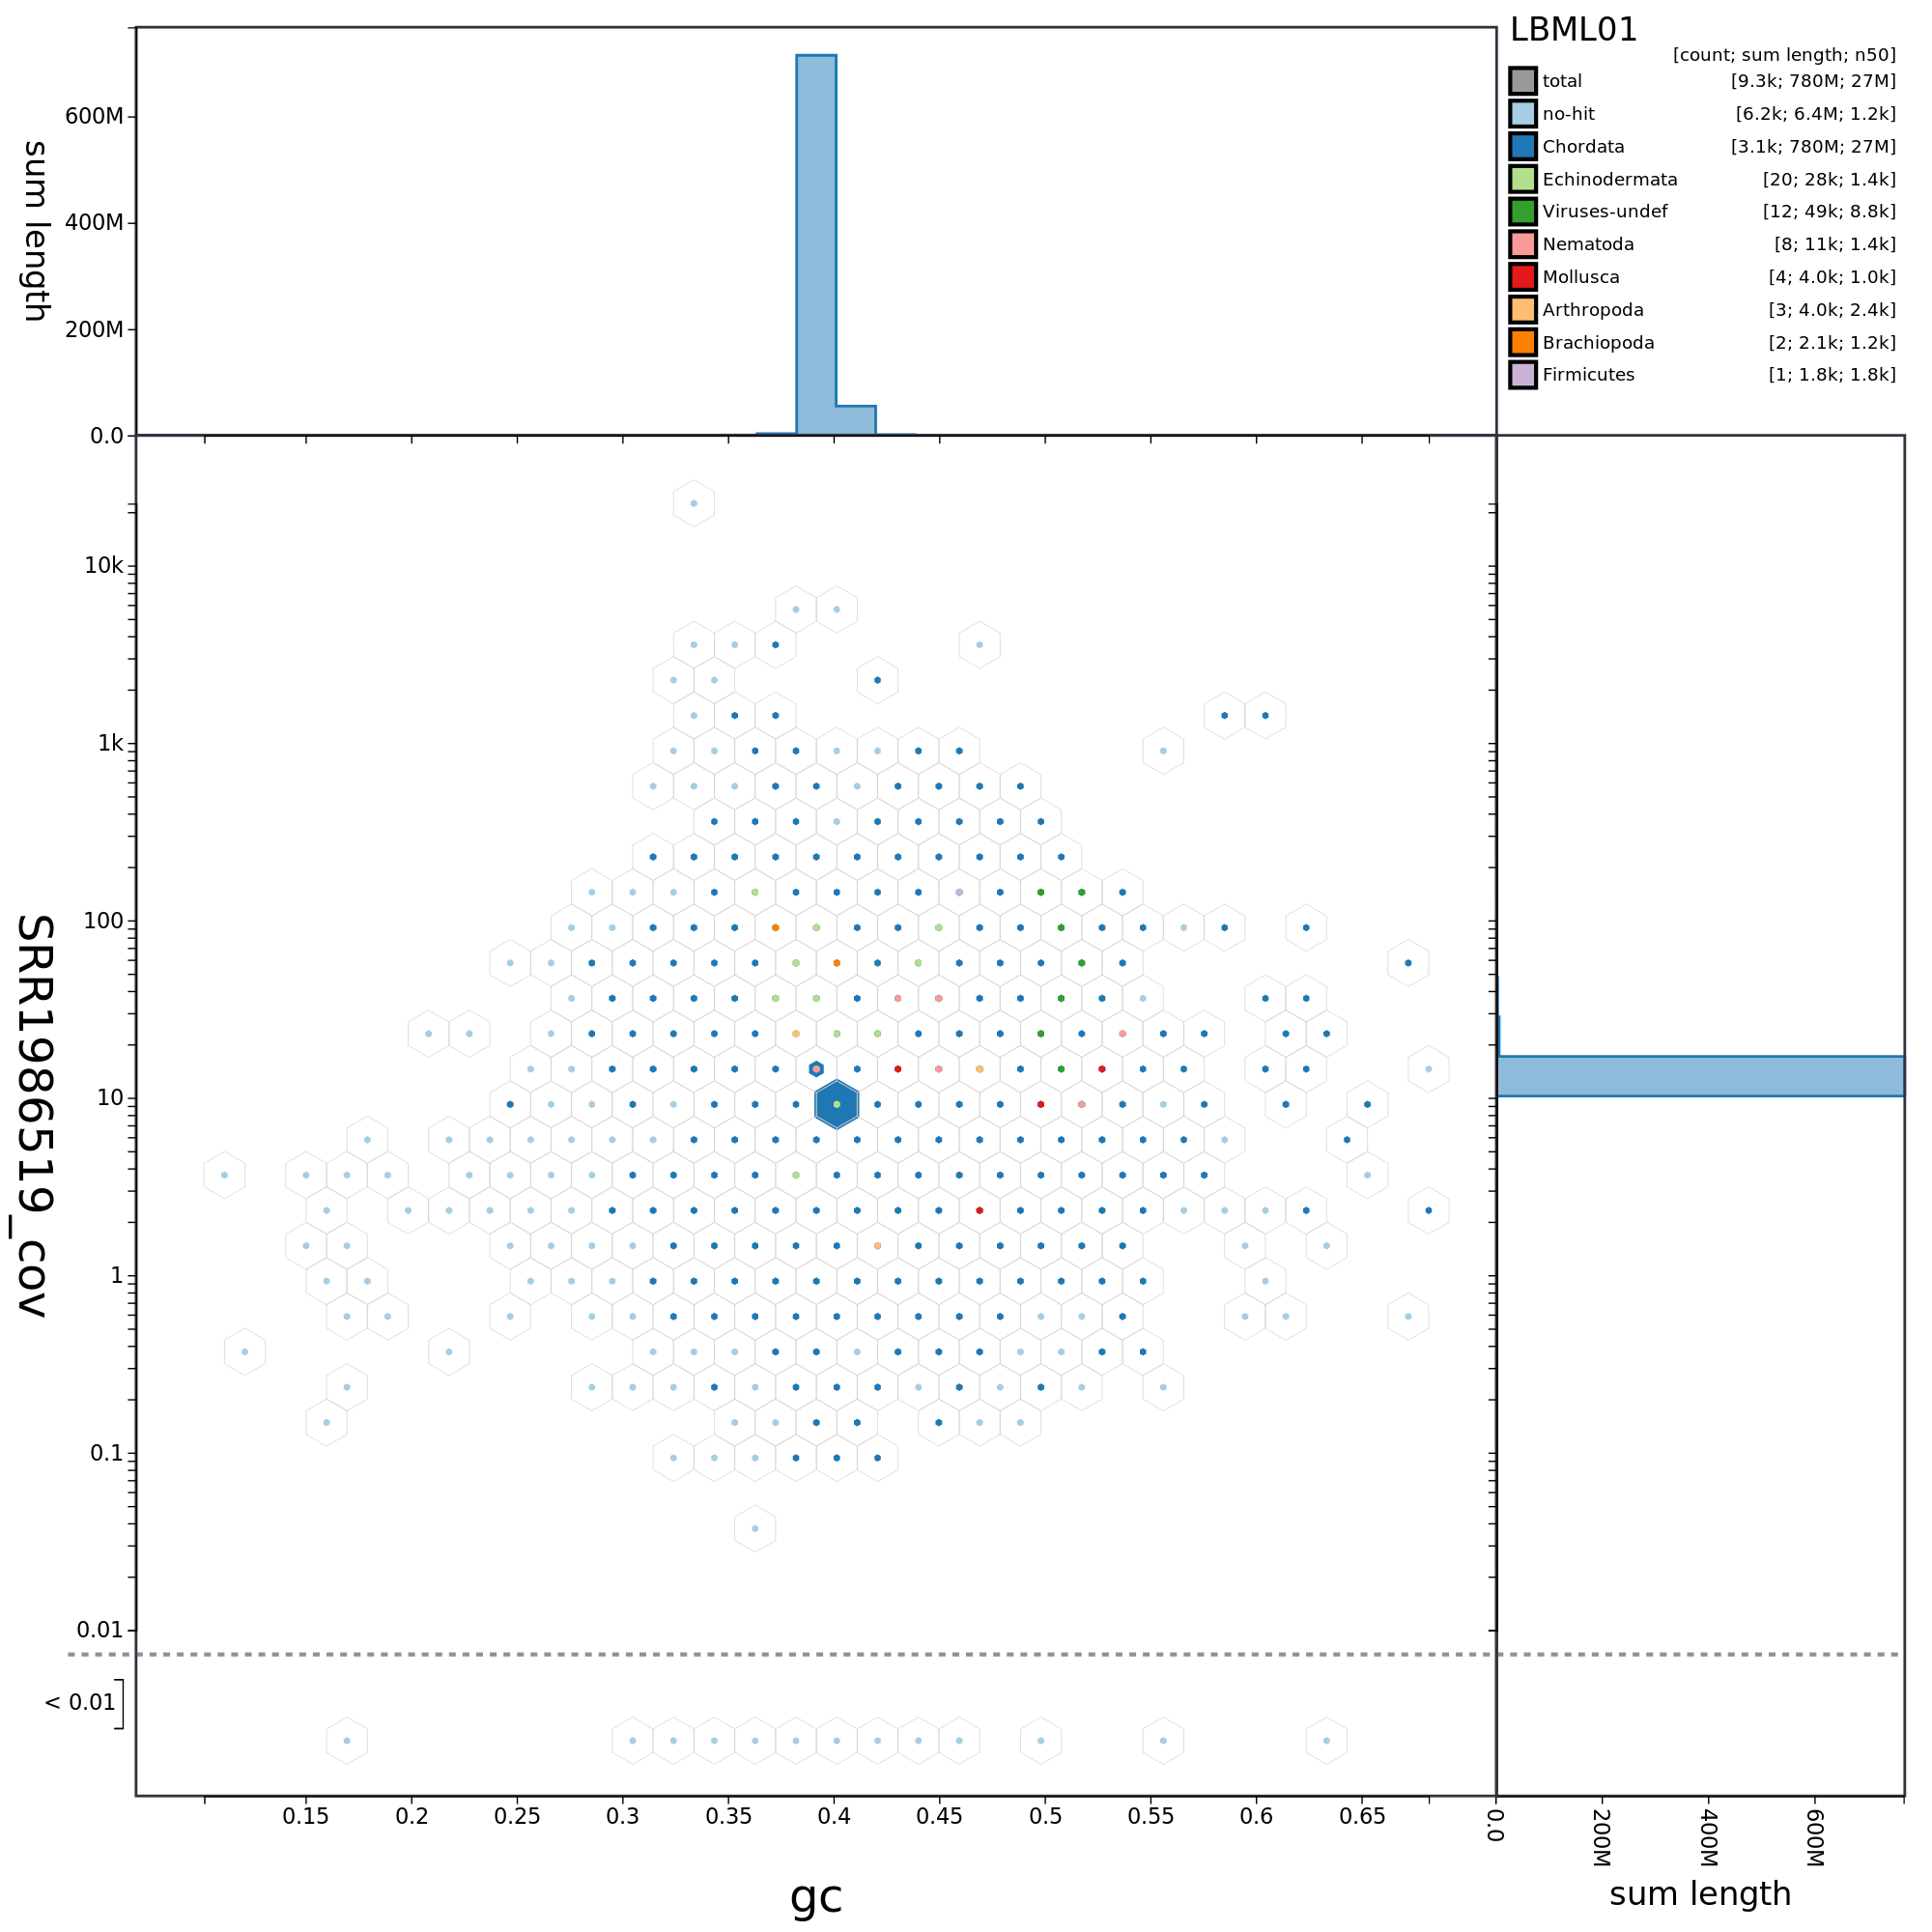 LBML01
[count; sum length; n50]
total [9.3k; 780M; 27M]
no-hit [6.2k; 6.4M; 1.2k]
Chordata [3.1k; 780M; 27M]
Echinodermata [20; 28k; 1.4k]
Viruses-undef [12; 49k; 8.8k]
Nematoda [8; 11k; 1.4k]
Mollusca [4; 4.0k; 1.0k]
Arthropoda [3; 4.0k; 2.4k]
Brachiopoda [2; 2.1k; 1.2k]
Firmicutes [1; 1.8k; 1.8k]
sum length
600M
400M
200M
0.0
SRR1986519_cov
10k
1k
100
10
1
0.1
0.01
< 0.01
0.15 0.2 0.25 0.3 0.35 0.4 0.45 0.5 0.55 0.6 0.65
gc
0.0 200M 400M 600M
sum length